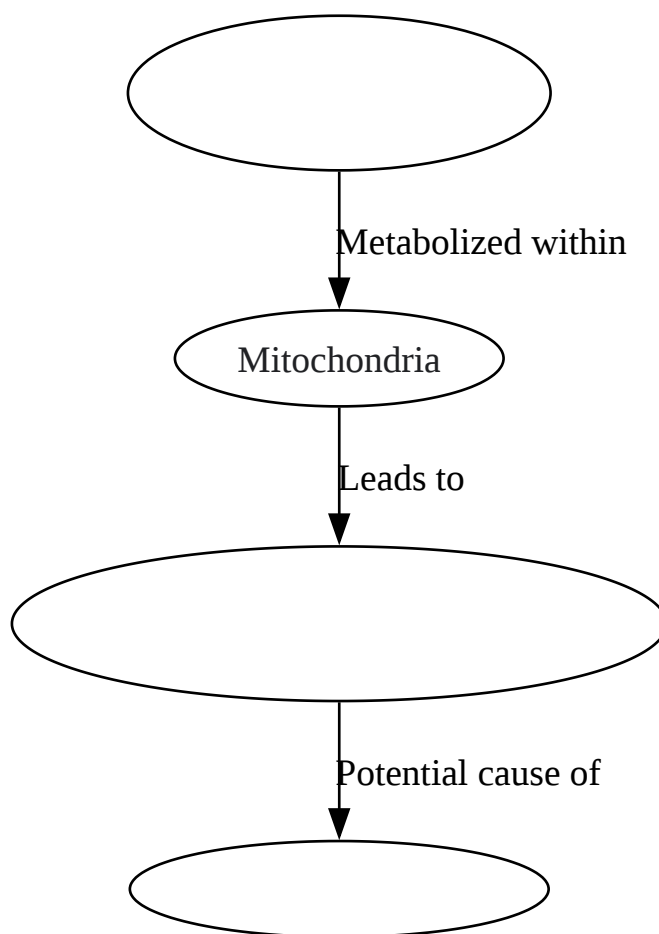 Metabolized within
Mitochondria
Leads to
Potential cause of